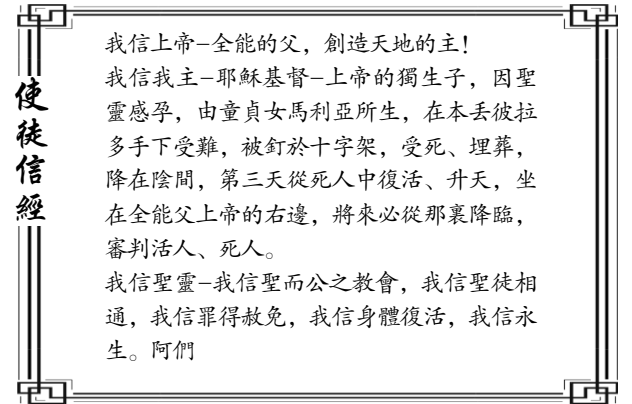 使徒信經
我信上帝–全能的父，創造天地的主！
我信我主–耶穌基督–上帝的獨生子，因聖
靈感孕，由童貞女馬利亞所生，在本丟彼拉
多手下受難，被釘於十字架，受死、埋葬，
降在陰間，第三天從死人中復活、升天，坐
在全能父上帝的右邊，將來必從那裏降臨，
審判活人、死人。
我信聖靈–我信聖而公之教會，我信聖徒相
通，我信罪得赦免，我信身體復活，我信永
生。阿們